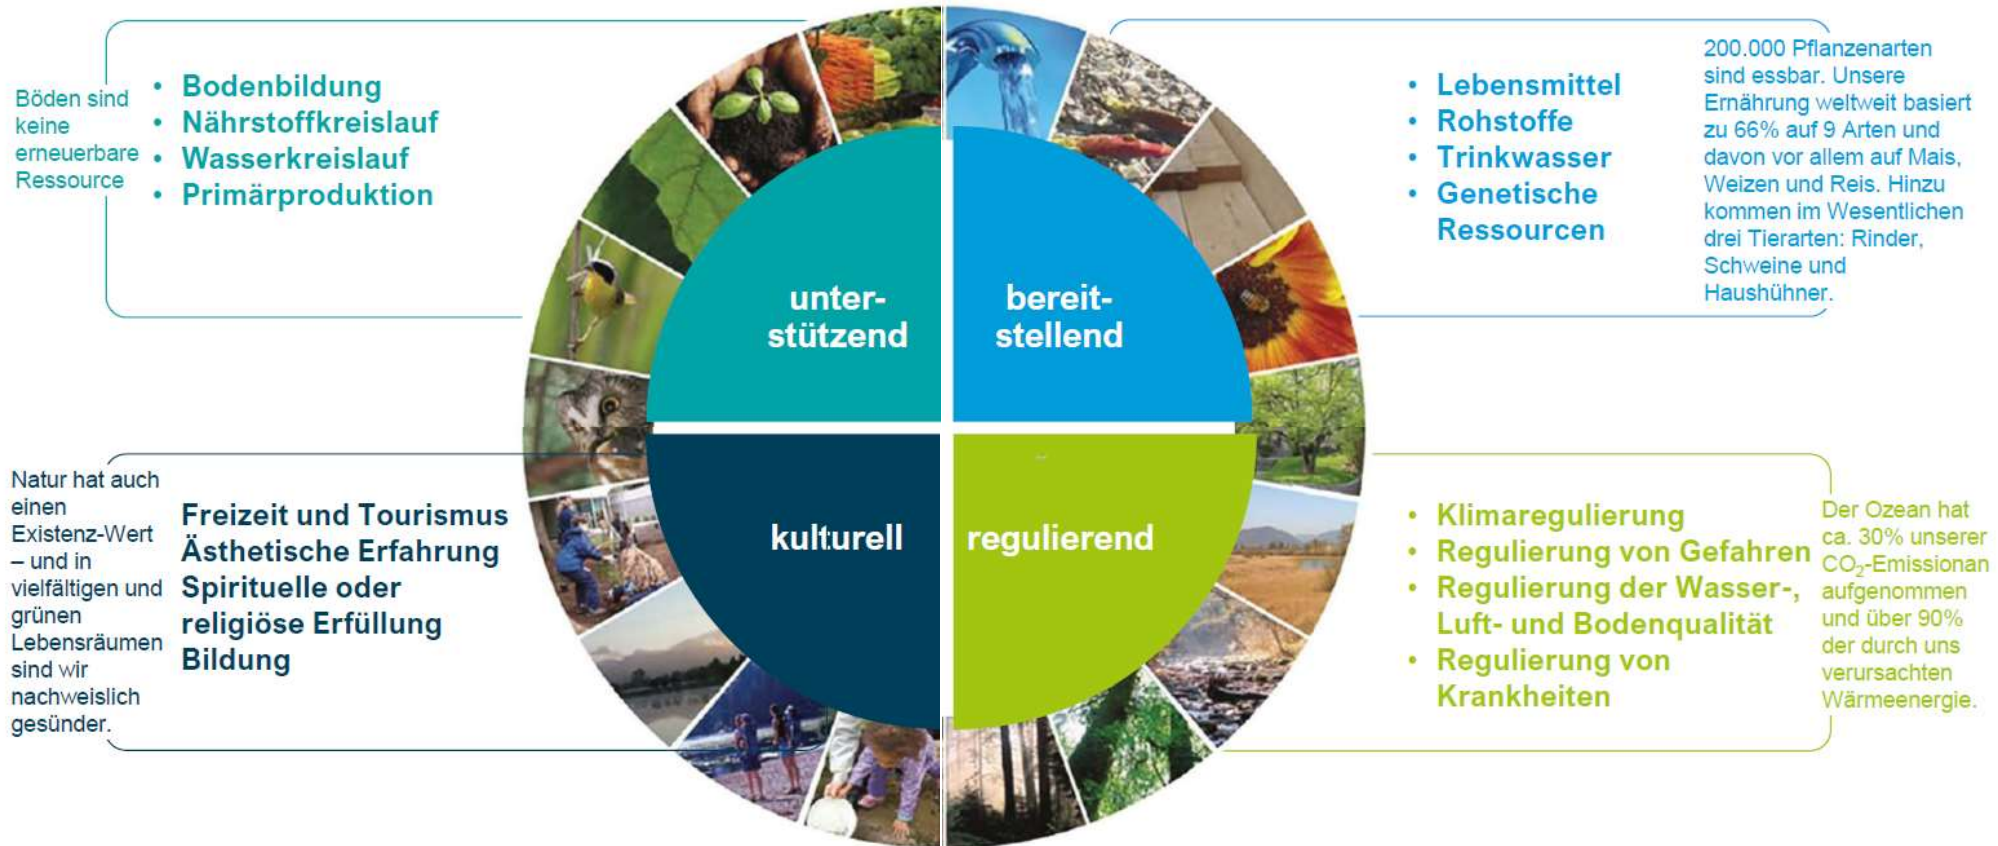 Böden sind
keine
erneuerbare
Ressource
• Bodenbildung
• Nährstoffkreislauf
• Wasserkreislauf
• Primärproduktion
unter-
stützend
bereit-
stellend
• Lebensmittel
• Rohstoffe
• Trinkwasser
• Genetische
Ressourcen
200.000 Pflanzenarten
sind essbar. Unsere
Ernährung weltweit basiert
zu 66% auf 9 Arten und
davon vor allem auf Mais,
Weizen und Reis. Hinzu
kommen im Wesentlichen
drei Tierarten: Rinder,
Schweine und
Haushühner.
Natur hat auch
einen
Existenz-Wert
– und in
vielfältigen und
grünen
Lebensräumen
sind wir
nachweislich
gesünder.
Freizeit und Tourismus
Ästhetische Erfahrung
Spirituelle oder
religiöse Erfüllung
Bildung
kulturell
regulierend
• Klimaregulierung
• Regulierung von Gefahren
• Regulierung der Wasser-,
Luft- und Bodenqualität
• Regulierung von
Krankheiten
Der Ozean hat
ca. 30% unserer
CO₂-Emissionan
aufgenommen
und über 90%
der durch uns
verursachten
Wärmeenergie.